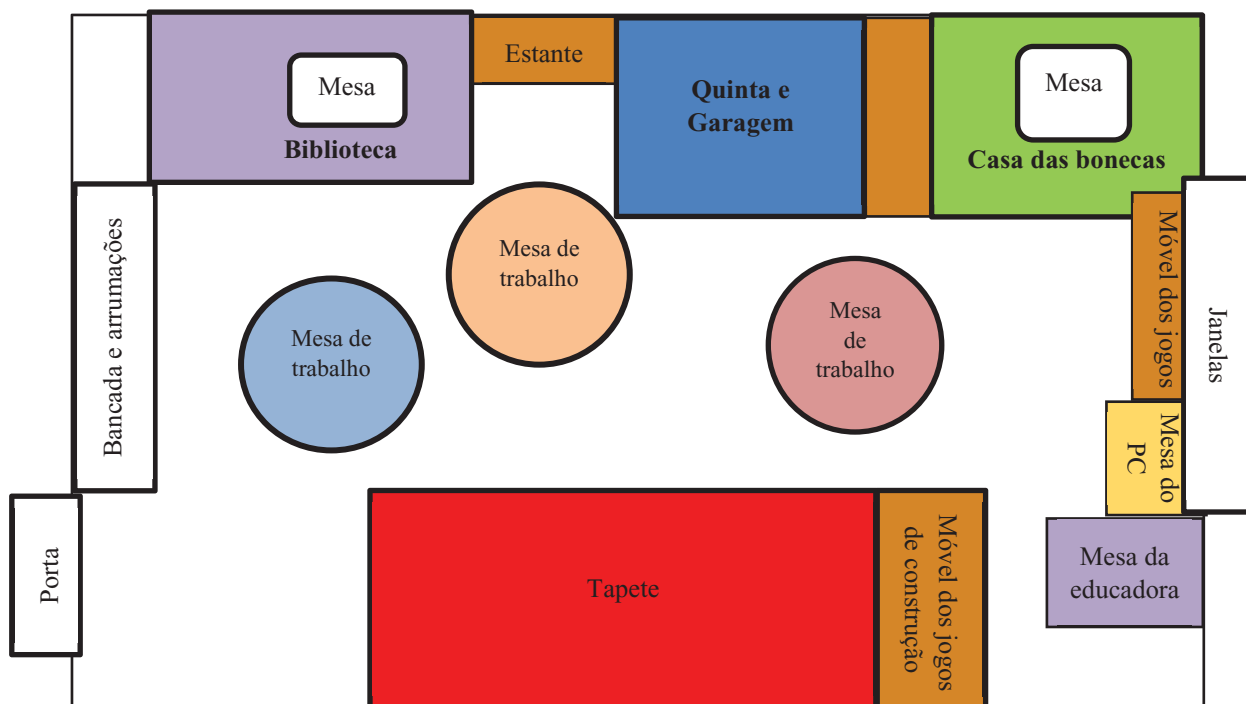 Estante
Mesa
Biblioteca
Quinta e
Garagem
Mesa
Casa das bonecas
Bancada e arrumações
Mesa de
trabalho
Mesa de
trabalho
Mesa
de
trabalho
Móvel dos jogos
Janelas
Mesa do
PC
Porta
Tapete
Móvel dos jogos
de construção
Mesa da
educadora